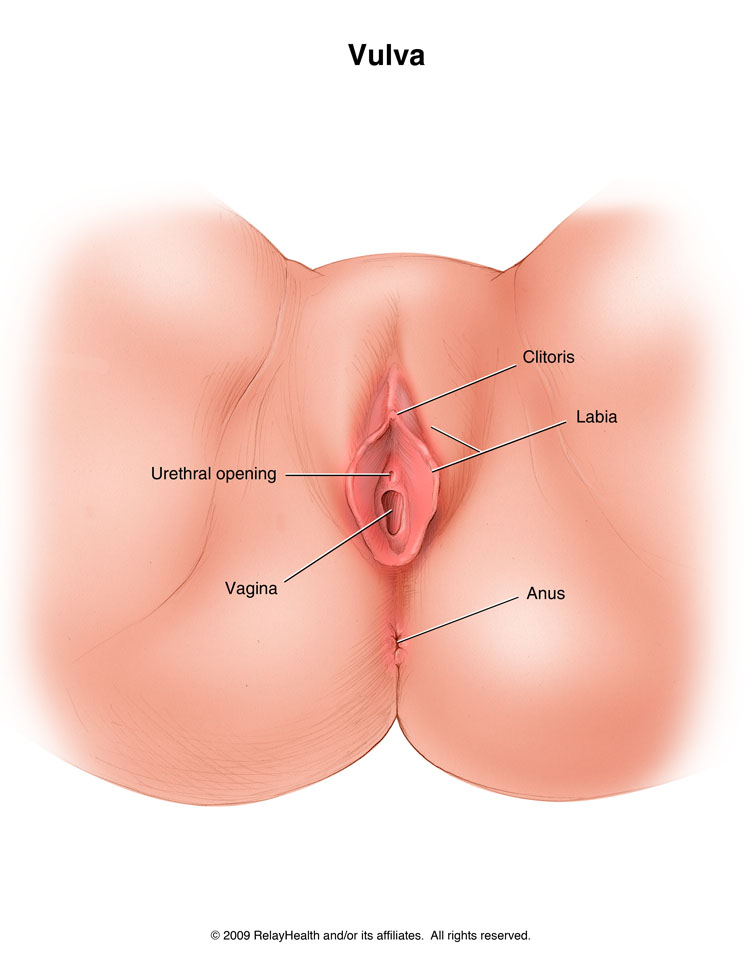 Vulva
Clitoris
Labia
Urethral opening
Vagina
Anus
© 2009 RelayHealth and/or its affiliates.  All rights reserved.